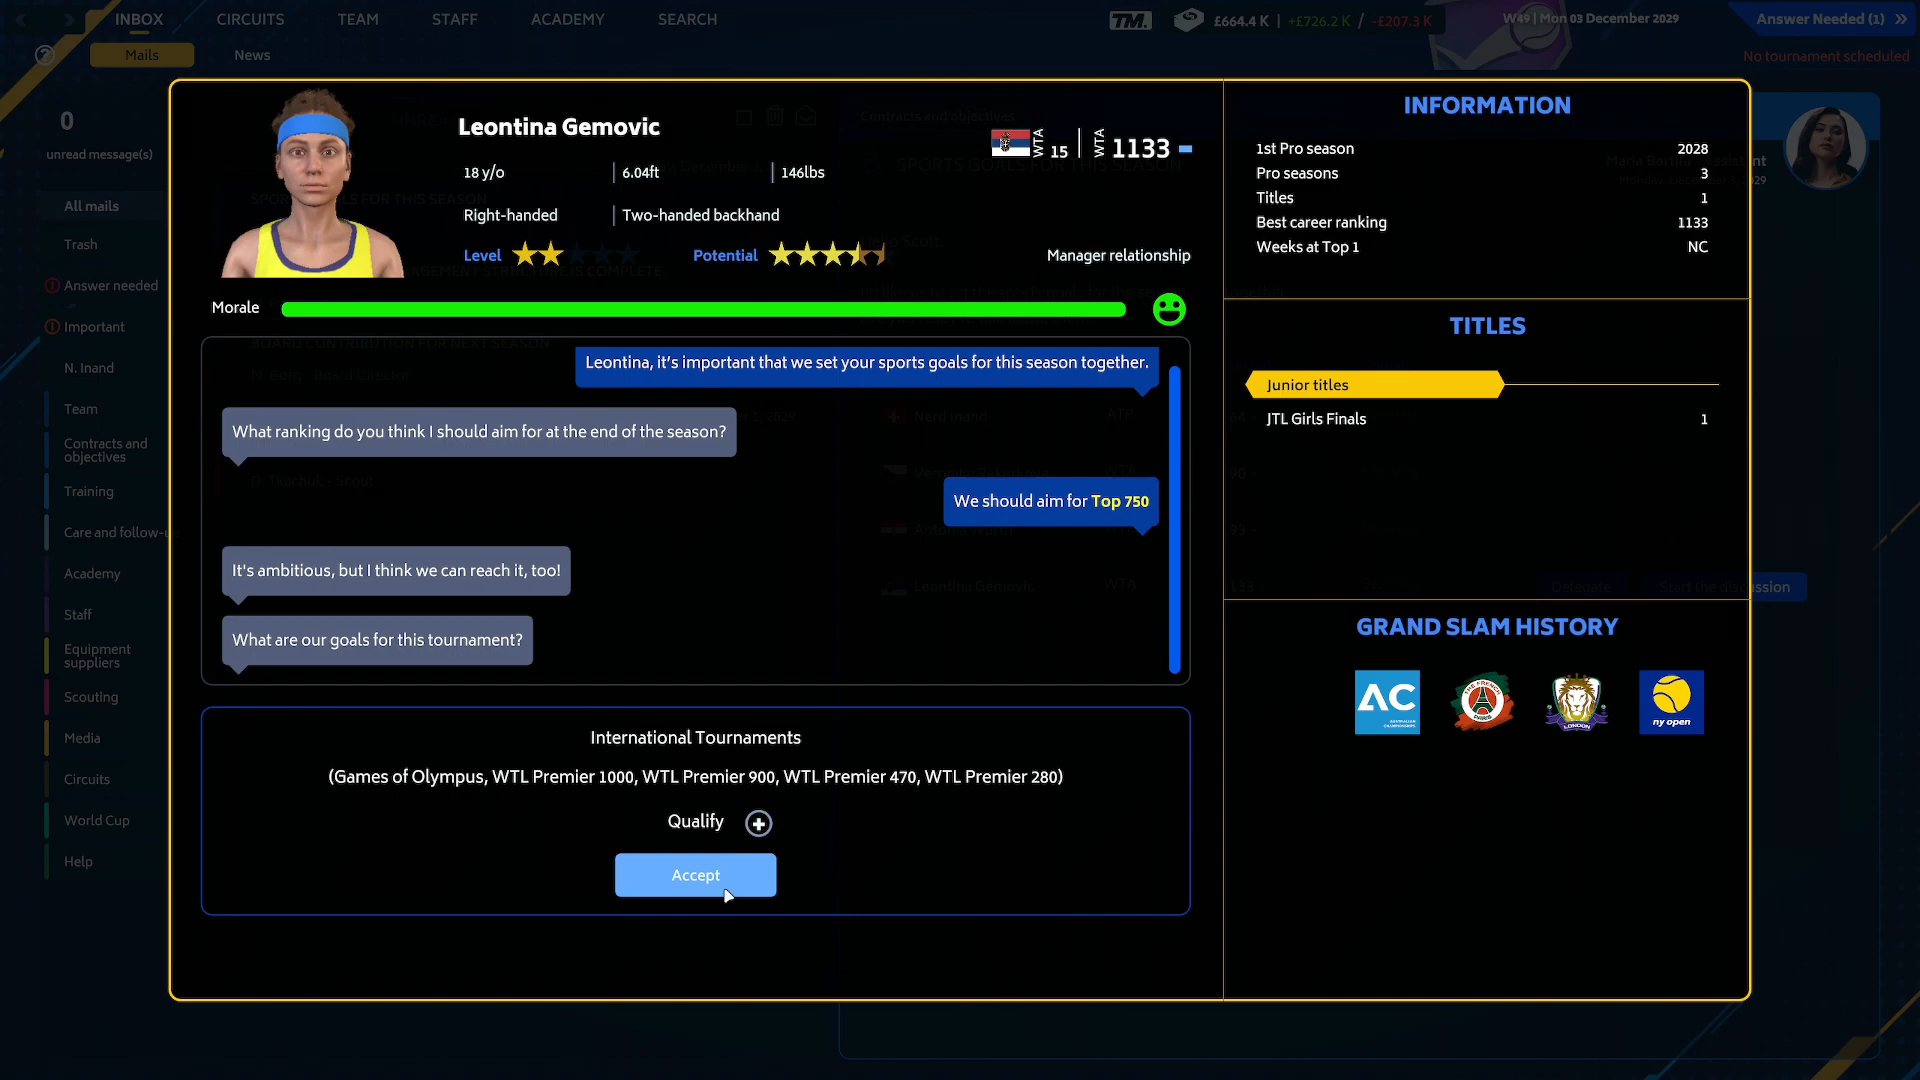 INBOX CIRCUITS TEAM STAFF ACADEMY SEARCH
TM. £664.4 K | +£726.2 K / -£207.3 K
W49 | Mon 03 December 2029
Answer Needed (1)
Mails News
No tournament scheduled
0
unread message(s)
All mails
Trash
Answer needed
Important
N. Inand
Team
Contracts and
objectives
Training
Care and follow-u
Academy
Staff
Equipment
suppliers
Scouting
Media
Circuits
World Cup
Help
Leontina Gemovic
WTA 15 | WTA 1133
18 y/o 6.04ft 146lbs
Right-handed Two-handed backhand
Level Potential Manager relationship
Morale
Leontina, it's important that we set your sports goals for this season together.
What ranking do you think I should aim for at the end of the season?
We should aim for Top 750
It's ambitious, but I think we can reach it, too!
What are our goals for this tournament?
International Tournaments
(Games of Olympus, WTL Premier 1000, WTL Premier 900, WTL Premier 470, WTL Premier 280)
Qualify
Accept
INFORMATION
1st Pro season 2028
Pro seasons 3
Titles 1
Best career ranking 1133
Weeks at Top 1 NC
TITLES
Junior titles
JTL Girls Finals 1
Delegate Start the discussion
GRAND SLAM HISTORY
AC
THE FRENCH
PARIS
LONDON
ny open